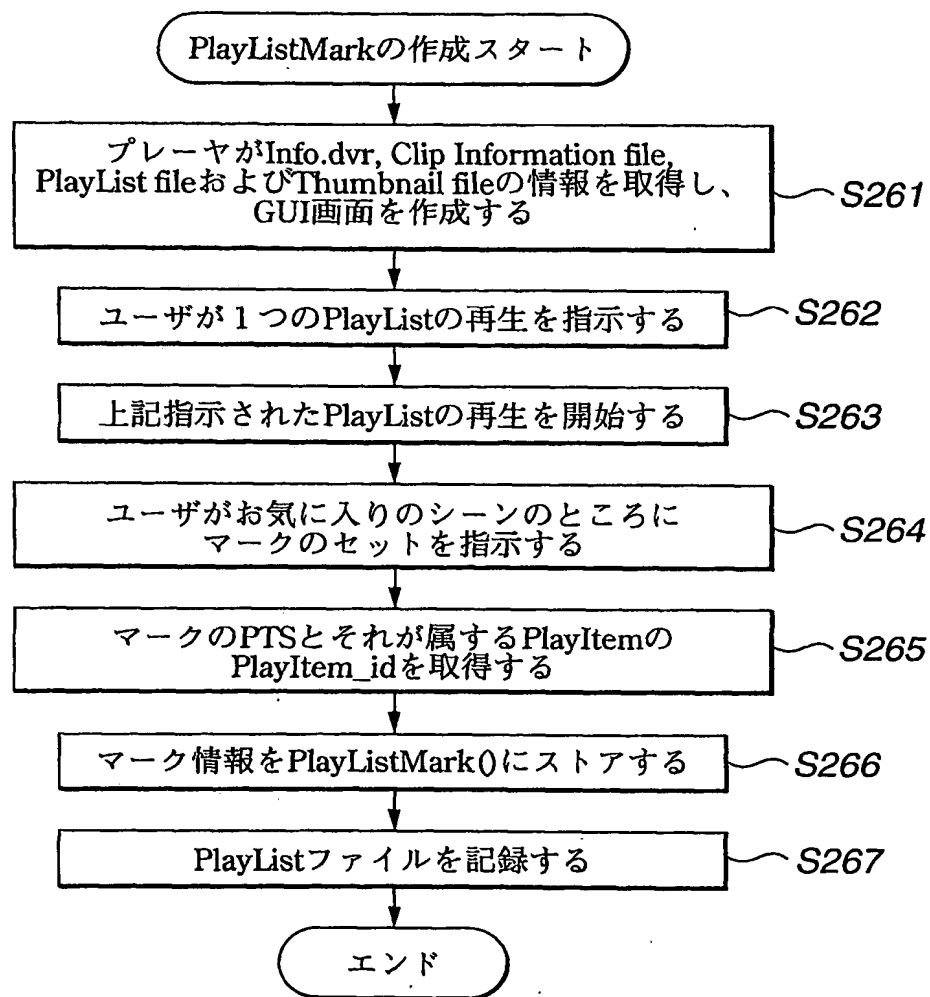 PlayListMarkの作成スタート
プレーヤがInfo.dvr, Clip Information file,
PlayList fileおよびThumbnail fileの情報を取得し、
GUI画面を作成する
S261
ユーザが１つのPlayListの再生を指示する
S262
上記指示されたPlayListの再生を開始する
S263
ユーザがお気に入りのシーンのところに
マークのセットを指示する
S264
マークのPTSとそれが属するPlayItemの
PlayItem_idを取得する
S265
マーク情報をPlayListMark()にストアする
S266
PlayListファイルを記録する
S267
エンド